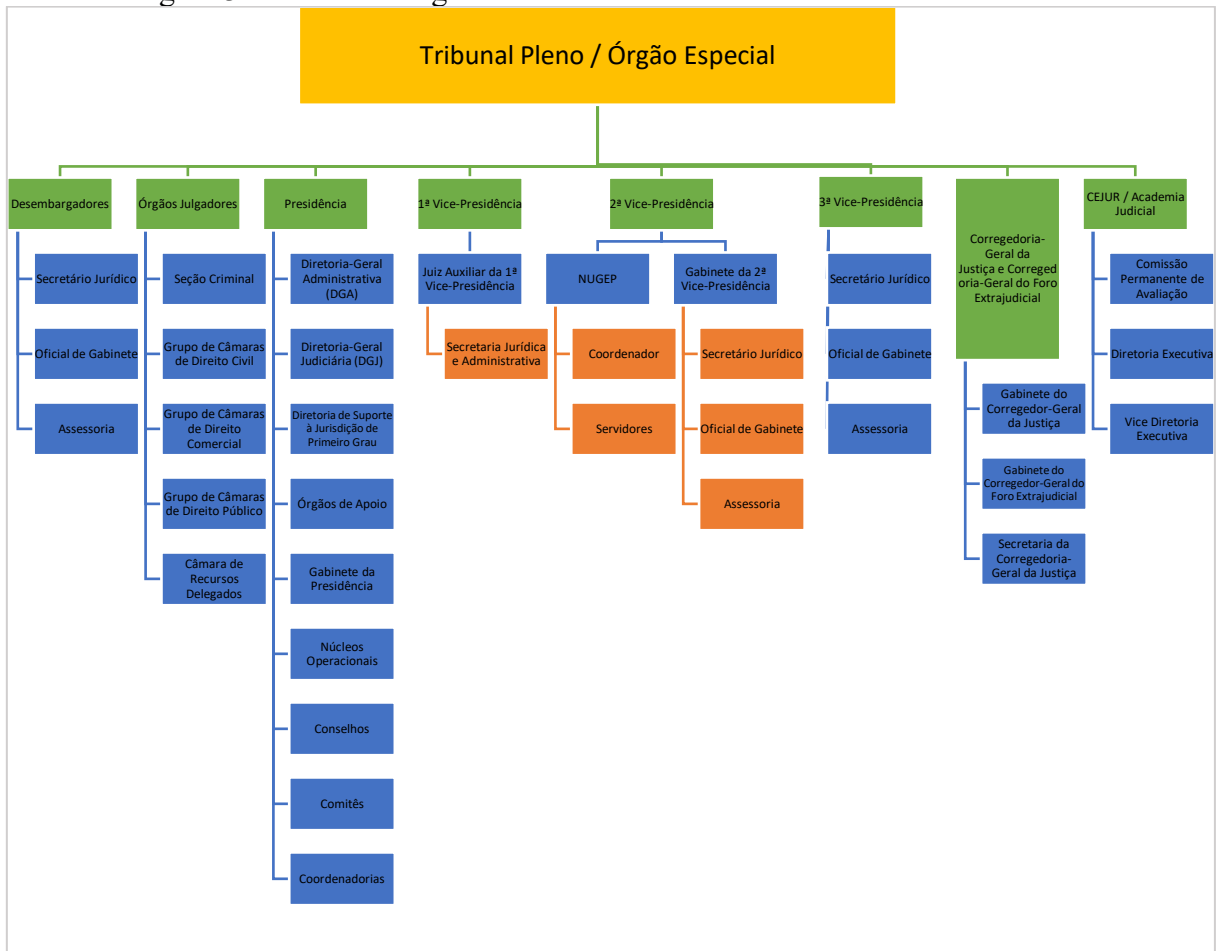 Tribunal Pleno / Órgão Especial
Desembargadores
Secretário Jurídico
Oficial de Gabinete
Assessoria
Órgãos Julgadores
Seção Criminal
Grupo de Câmaras
de Direito Civil
Grupo de Câmaras
de Direito
Comercial
Grupo de Câmaras
de Direito Público
Câmara de
Recursos
Delegados
Presidência
Diretoria-Geral
Administrativa
(DGA)
Diretoria-Geral
Judiciária (DGJ)
Diretoria de Suporte
à Jurisdição de
Primeiro Grau
Órgãos de Apoio
Gabinete da
Presidência
Núcleos
Operacionais
Conselhos
Comitês
Coordenadorias
1ª Vice-Presidência
Juiz Auxiliar da 1ª
Vice-Presidência
Secretaria Jurídica
e Administrativa
2ª Vice-Presidência
NUGEP
Coordenador
Servidores
Gabinete da 2ª
Vice-Presidência
Secretário Jurídico
Oficial de Gabinete
Assessoria
3ª Vice-Presidência
Secretário Jurídico
Oficial de Gabinete
Assessoria
Corregedoria-
Geral da
Justiça e Correged
oria-Geral do Foro
Extrajudicial
Gabinete do
Corregedor-Geral
da Justiça
Gabinete do
Corregedor-Geral do
Foro Extrajudicial
Secretaria da
Corregedoria-
Geral da Justiça
CEJUR / Academia
Judicial
Comissão
Permanente de
Avaliação
Diretoria Executiva
Vice Diretoria
Executiva